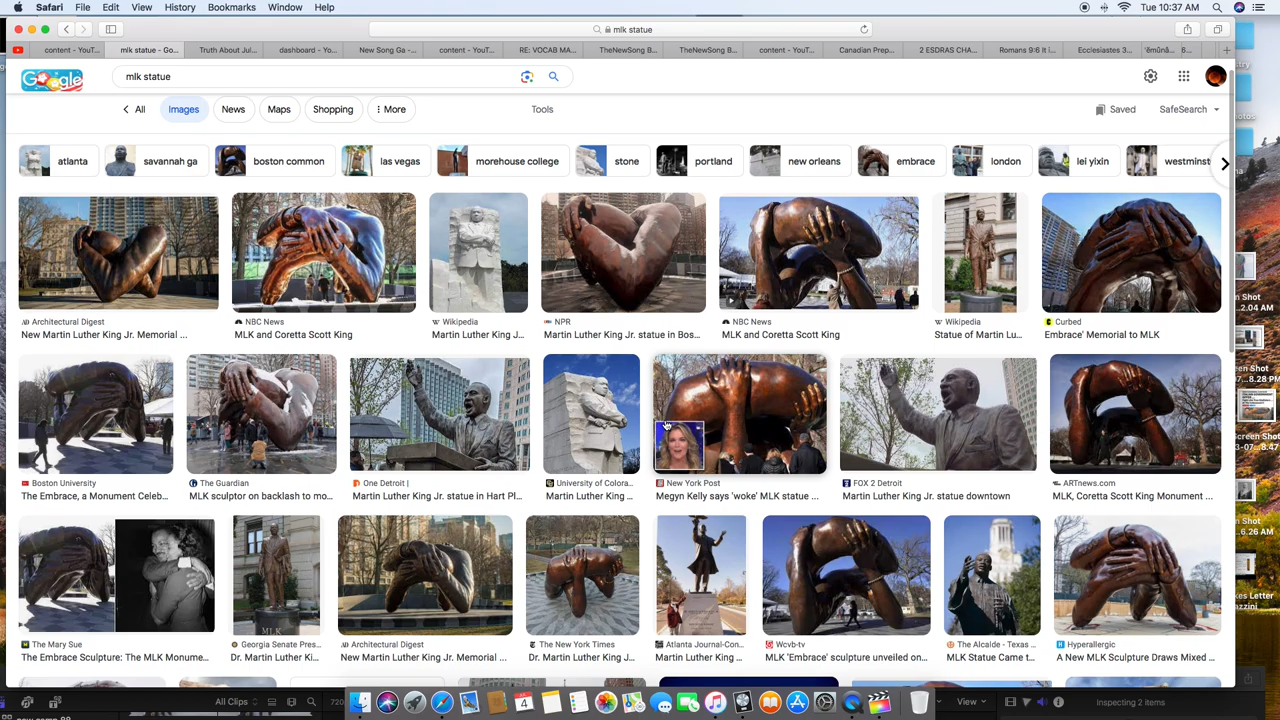 Safari File Edit View History Bookmarks Window Help Tue 10:37 AM
mlk statue
content - YouT... mlk statue - Go... Truth About Jul... dashboard - Yo... New Song Ga -... content - YouT... RE: VOCAB MA... TheNewSong B... TheNewSong B... content - YouT... Canadian Prep... 2 ESDRAS CHA... Romans 9:6 It i... Ecclesiastes 3...
Google mlk statue
All Images News Maps Shopping More Tools Saved SafeSearch
atlanta savannah ga boston common las vegas morehouse college stone portland new orleans embrace london lei yixin westminst
Architectural Digest NBC News Wikipedia NPR NBC News Wikipedia Curbed
New Martin Luther King Jr. Memorial ... MLK and Coretta Scott King Martin Luther King J... Martin Luther King Jr. statue in Bos... MLK and Coretta Scott King Statue of Martin Lu... Embrace' Memorial to MLK
Boston University The Guardian One Detroit | University of Colora... New York Post FOX 2 Detroit ARTnews.com
The Embrace, a Monument Celeb... MLK sculptor on backlash to mo... Martin Luther King Jr. statue in Hart Pl... Martin Luther King ... Megyn Kelly says 'woke' MLK statue ... Martin Luther King Jr. statue downtown MLK, Coretta Scott King Monument ...
MLK
The Mary Sue Georgia Senate Pres... Architectural Digest The New York Times Atlanta Journal-Con... Wcvb-tv The Alcalde - Texas ... Hyperallergic
The Embrace Sculpture: The MLK Monume... Dr. Martin Luther Ki... New Martin Luther King Jr. Memorial ... Dr. Martin Luther King J... Martin Luther King ... MLK 'Embrace' sculpture unveiled on... MLK Statue Came t... A New MLK Sculpture Draws Mixed ...
All Clips View Inspecting 2 items